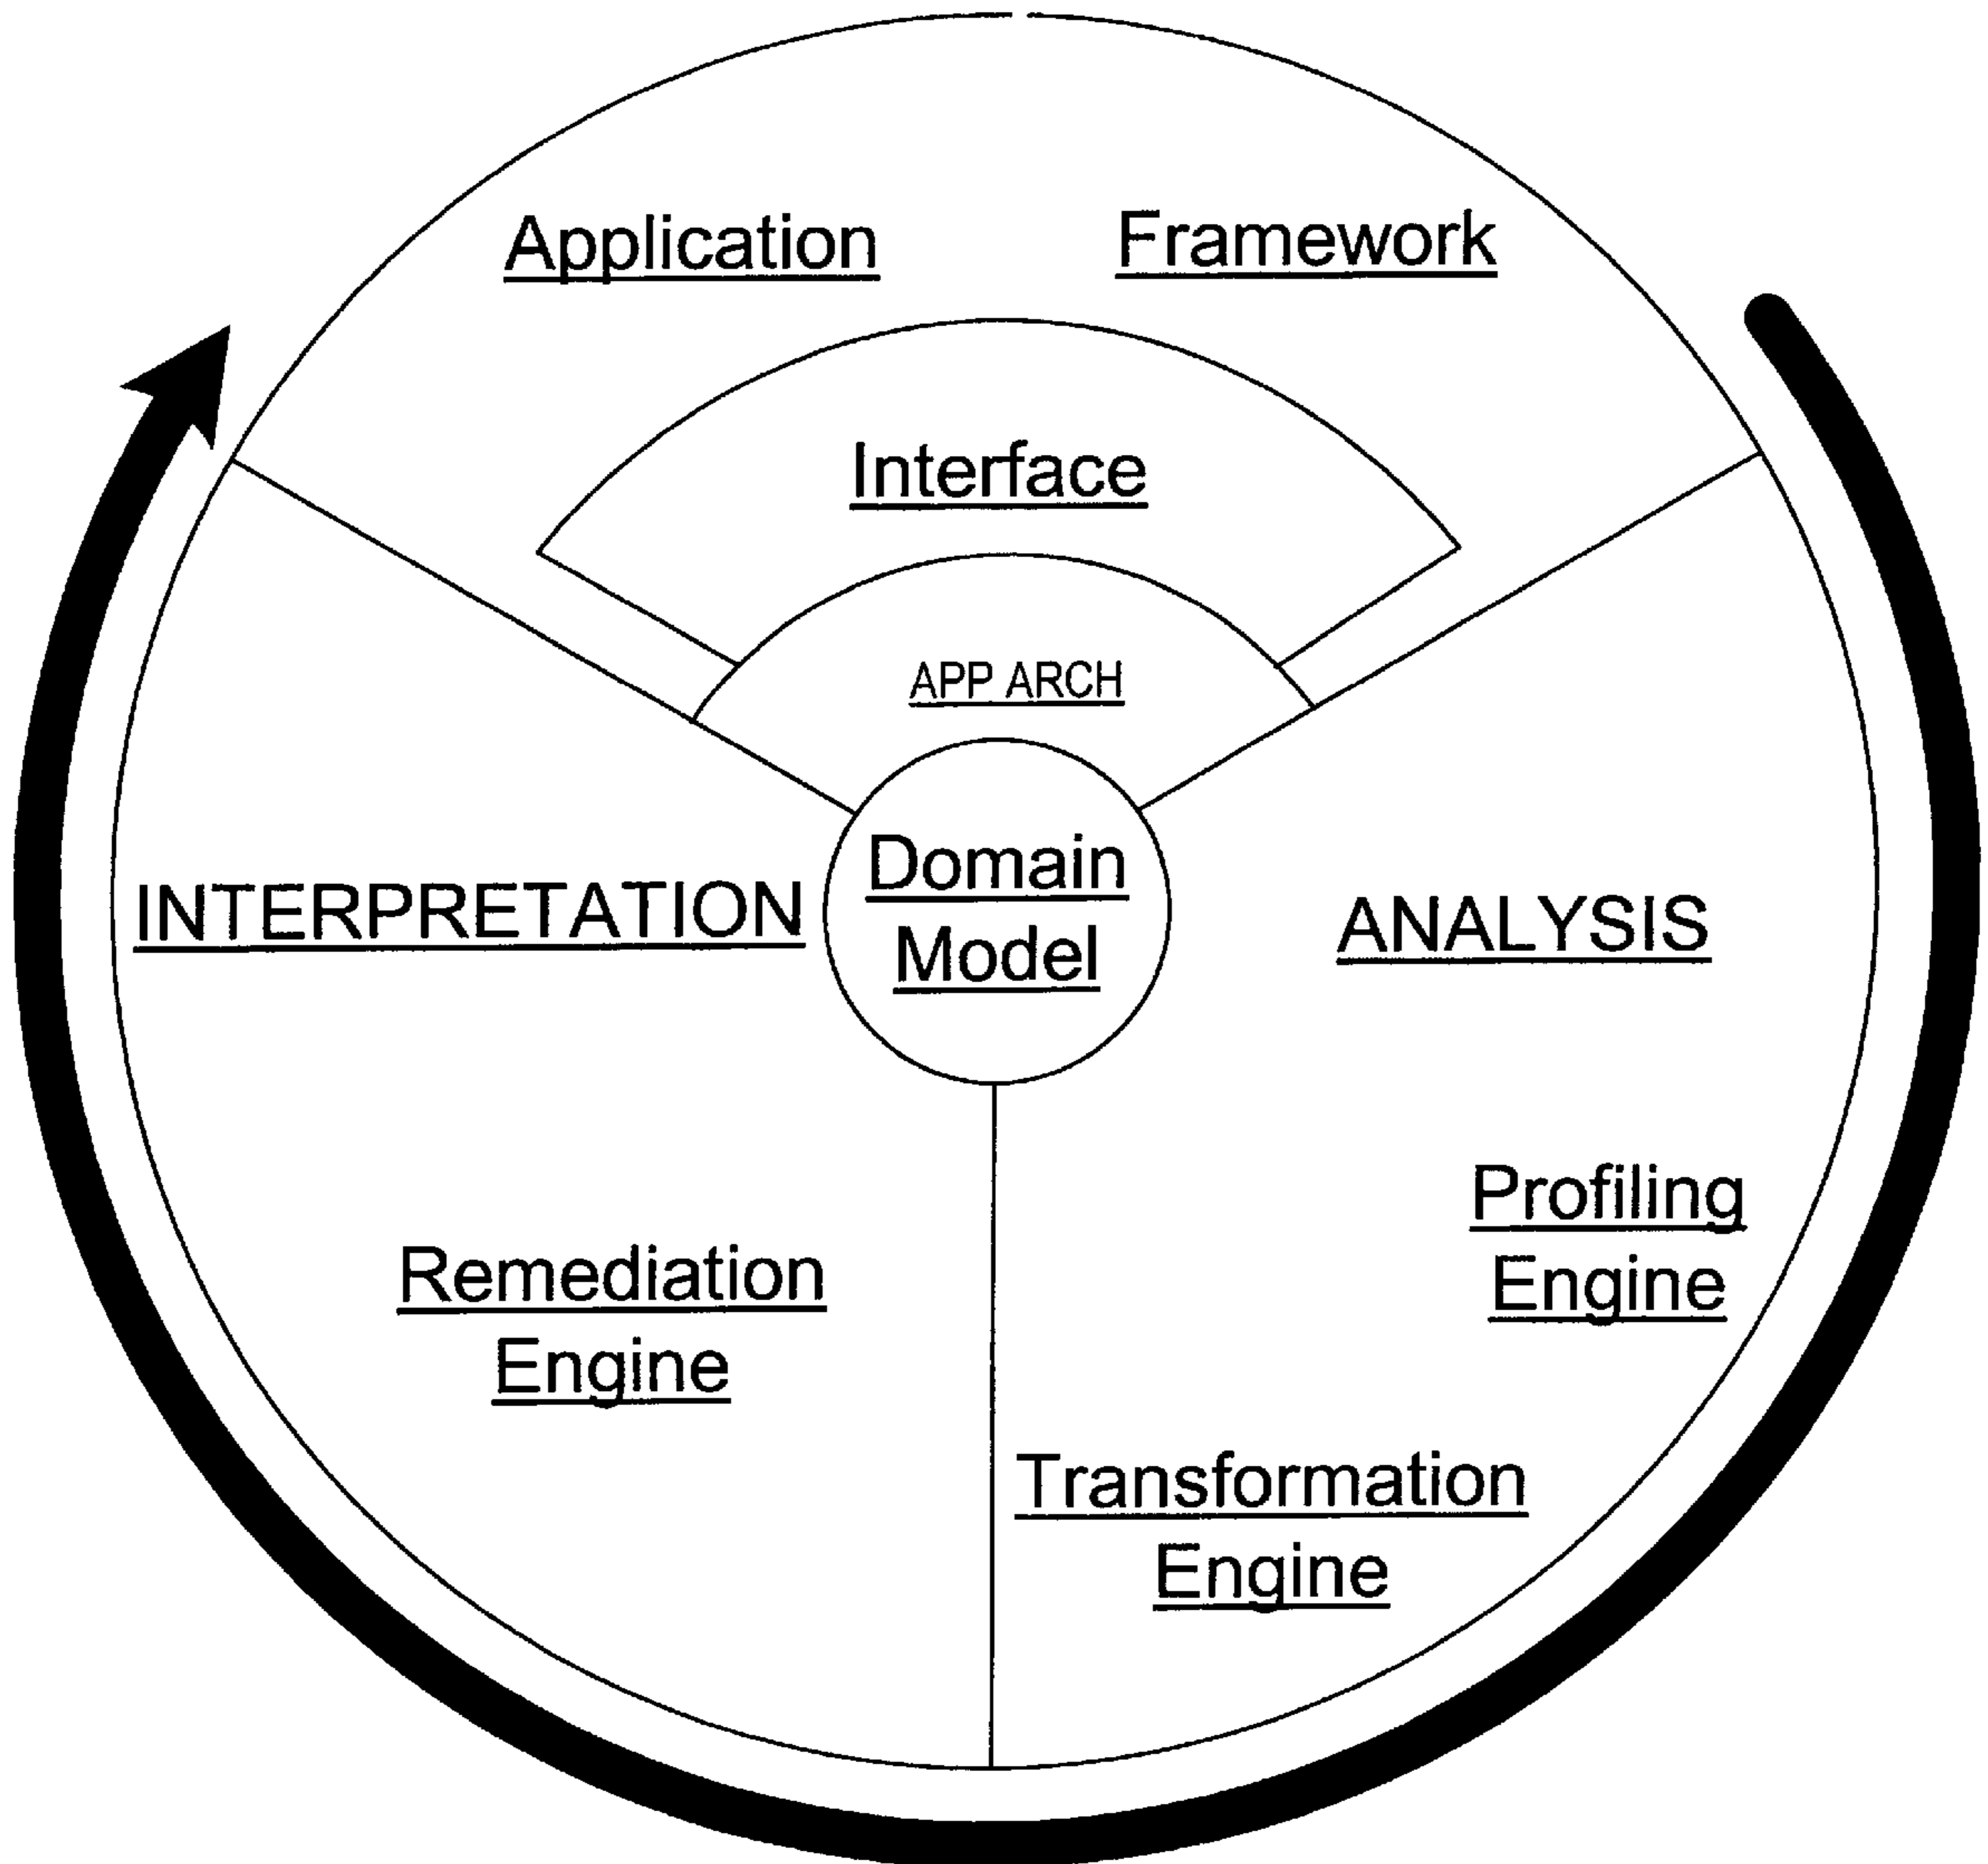 Application Framework
Interface
APP ARCH
Domain
Model
INTERPRETATION
ANALYSIS
Profiling
Engine
Remediation
Engine
Transformation
Engine